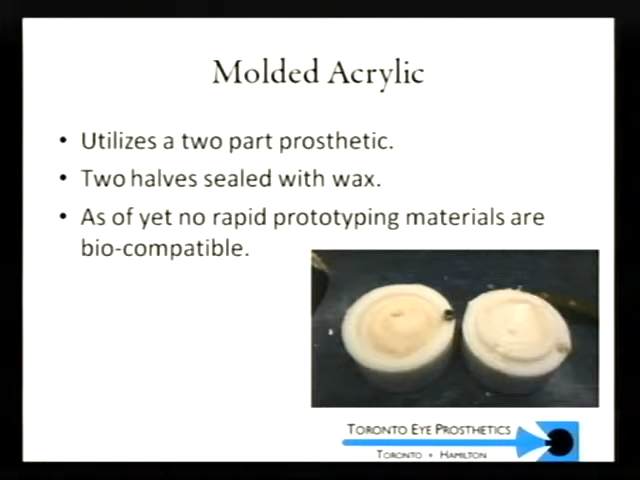 Molded Acrylic
• Utilizes a two part prosthetic.
• Two halves sealed with wax.
• As of yet no rapid prototyping materials are
bio-compatible.
TORONTO EYE PROSTHETICS
TORONTO • HAMILTON